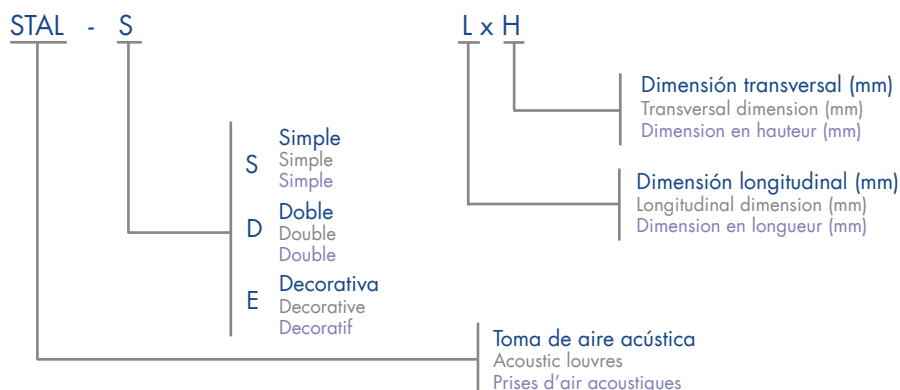 STAL - S L x H
Dimensión transversal (mm)
Transversal dimension (mm)
Dimension en hauteur (mm)
Dimensión longitudinal (mm)
Longitudinal dimension (mm)
Dimension en longueur (mm)
S
Simple
Simple
Simple
D
Doble
Double
Double
E
Decorativa
Decorative
Decoratif
Toma de aire acústica
Acoustic louvres
Prises d'air acoustiques